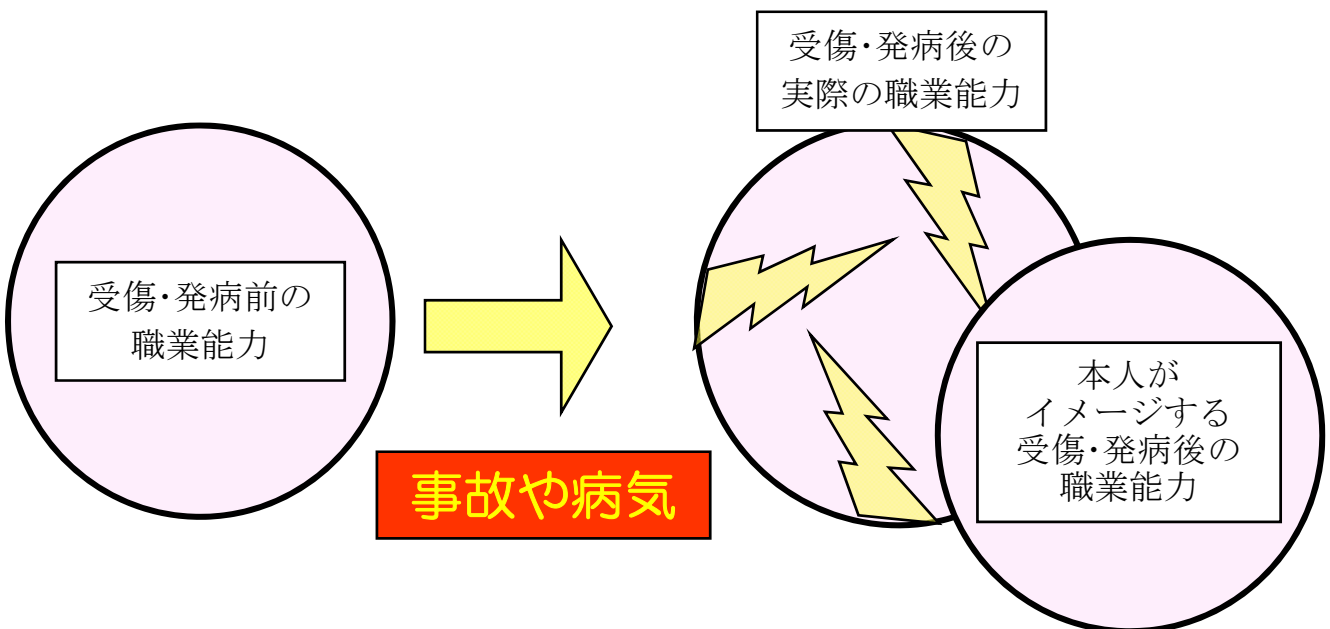 受傷・発病前の
職業能力
事故や病気
受傷・発病後の
実際の職業能力
本人が
イメージする
受傷・発病後の
職業能力